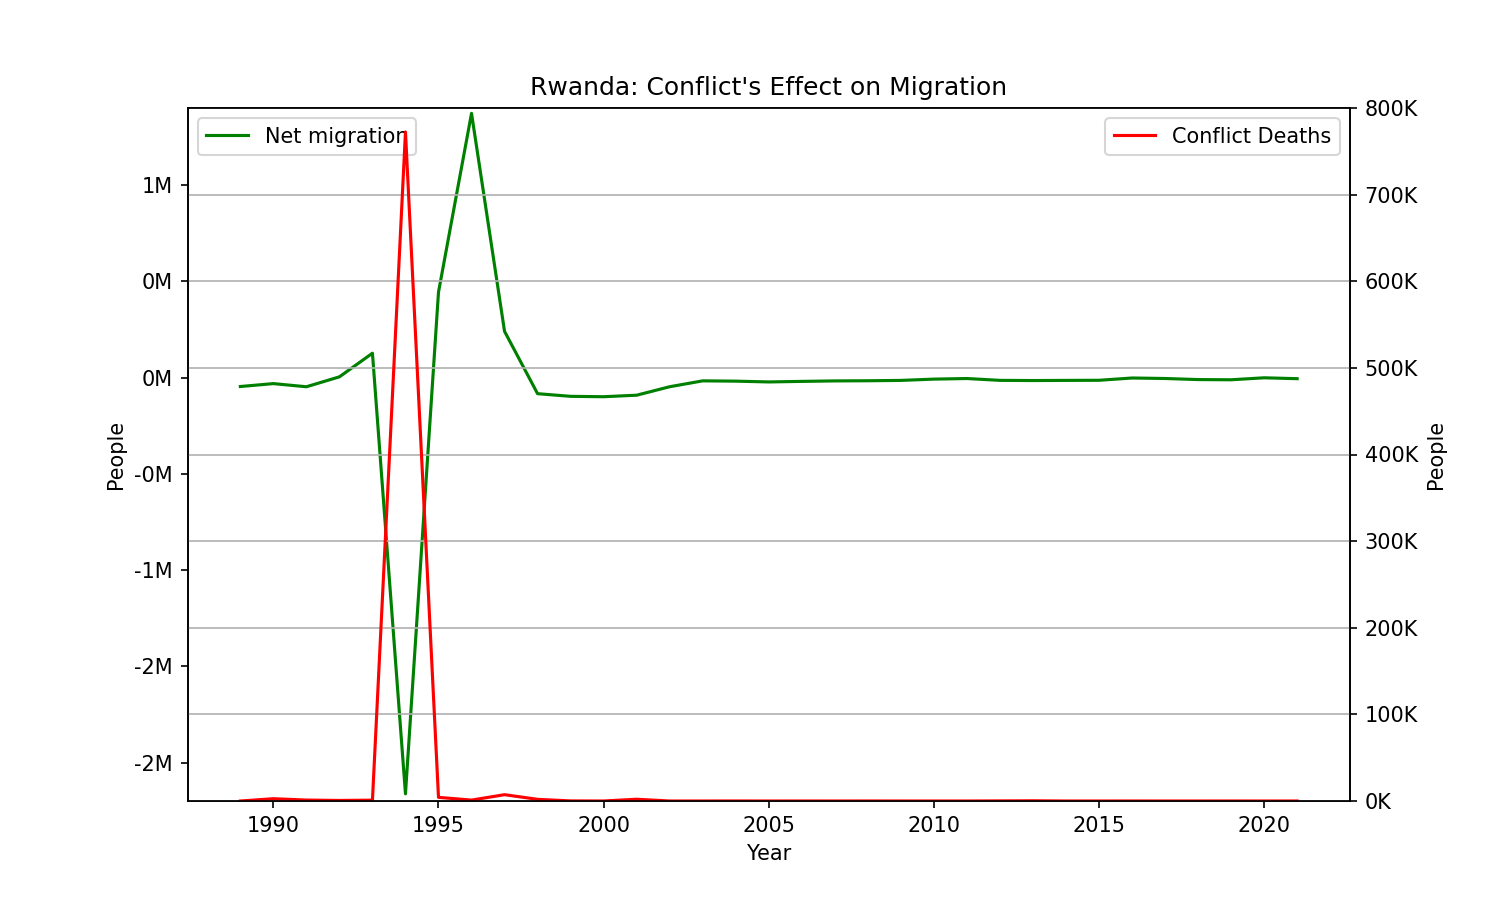 Rwanda: Conflict's Effect on Migration
Net migration
Conflict Deaths
1M
0M
0M
-0M
-1M
-2M
-2M
People
800K
700K
600K
500K
400K
300K
200K
100K
0K
People
1990 1995 2000 2005 2010 2015 2020
Year